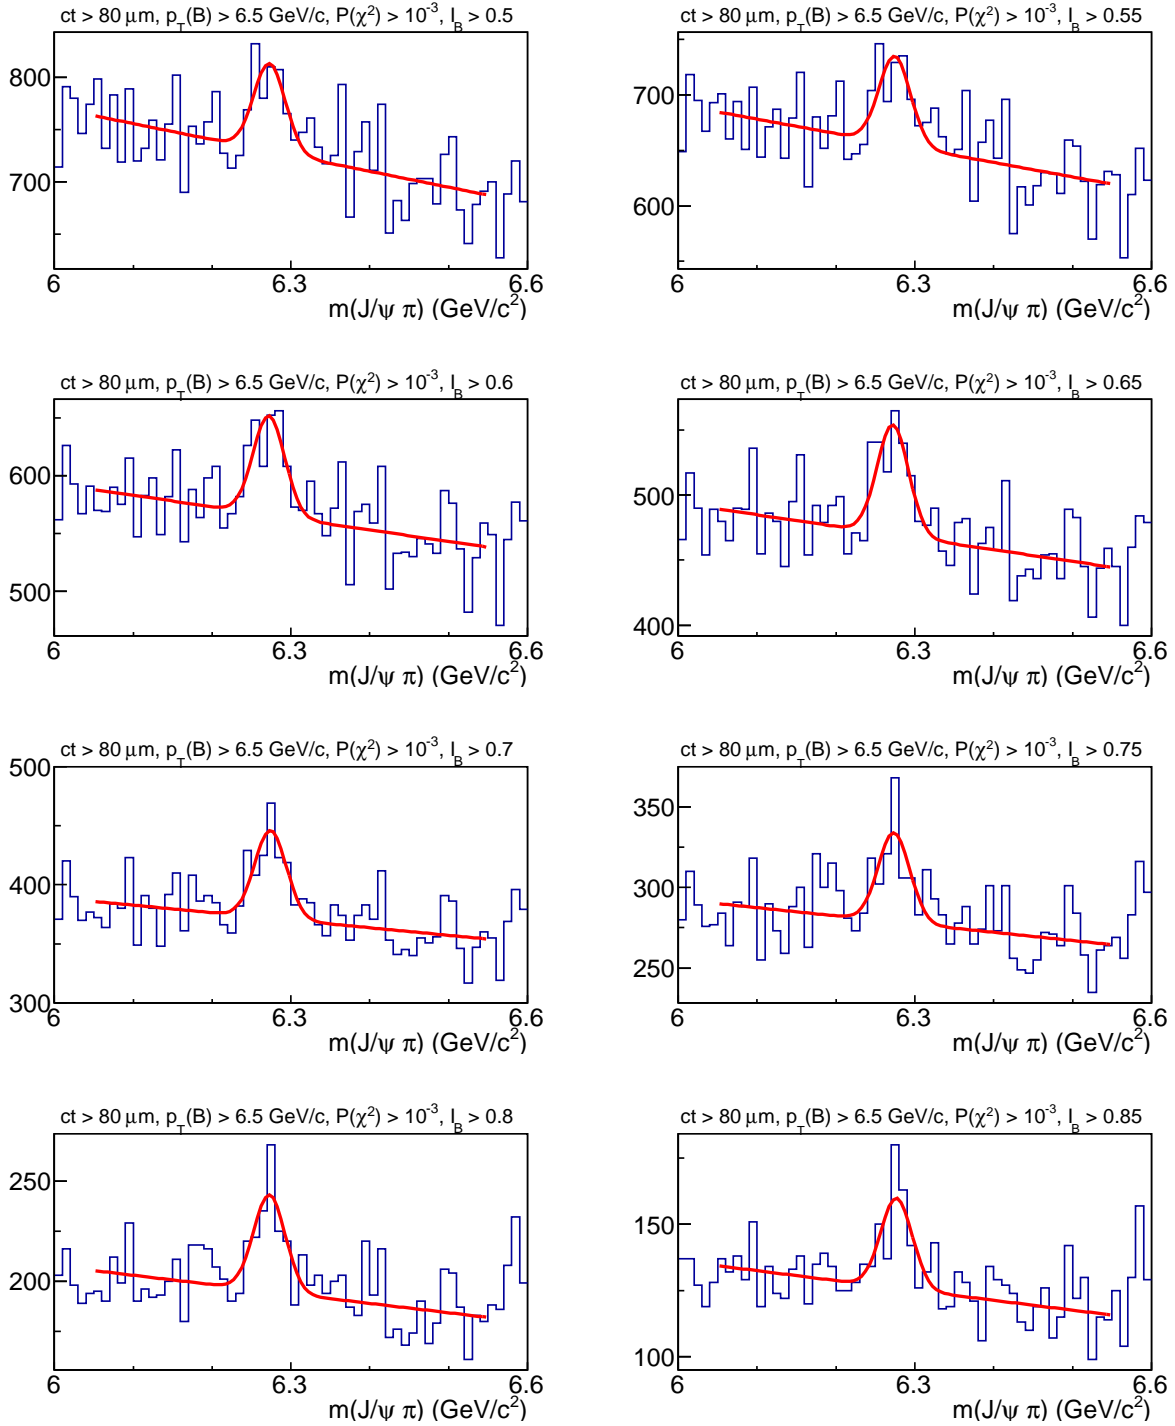 ct > 80 μm, p_T(B) > 6.5 GeV/c, P(χ²) > 10⁻³, I_B > 0.5
800
700
6 6.3 6.6
m(J/ψ π) (GeV/c²)
ct > 80 μm, p_T(B) > 6.5 GeV/c, P(χ²) > 10⁻³, I_B > 0.55
700
600
6 6.3 6.6
m(J/ψ π) (GeV/c²)
ct > 80 μm, p_T(B) > 6.5 GeV/c, P(χ²) > 10⁻³, I_B > 0.6
600
500
6 6.3 6.6
m(J/ψ π) (GeV/c²)
ct > 80 μm, p_T(B) > 6.5 GeV/c, P(χ²) > 10⁻³, I_B > 0.65
500
400
6 6.3 6.6
m(J/ψ π) (GeV/c²)
ct > 80 μm, p_T(B) > 6.5 GeV/c, P(χ²) > 10⁻³, I_B > 0.7
500
400
300
6 6.3 6.6
m(J/ψ π) (GeV/c²)
ct > 80 μm, p_T(B) > 6.5 GeV/c, P(χ²) > 10⁻³, I_B > 0.75
350
300
250
6 6.3 6.6
m(J/ψ π) (GeV/c²)
ct > 80 μm, p_T(B) > 6.5 GeV/c, P(χ²) > 10⁻³, I_B > 0.8
250
200
6 6.3 6.6
m(J/ψ π) (GeV/c²)
ct > 80 μm, p_T(B) > 6.5 GeV/c, P(χ²) > 10⁻³, I_B > 0.85
150
100
6 6.3 6.6
m(J/ψ π) (GeV/c²)